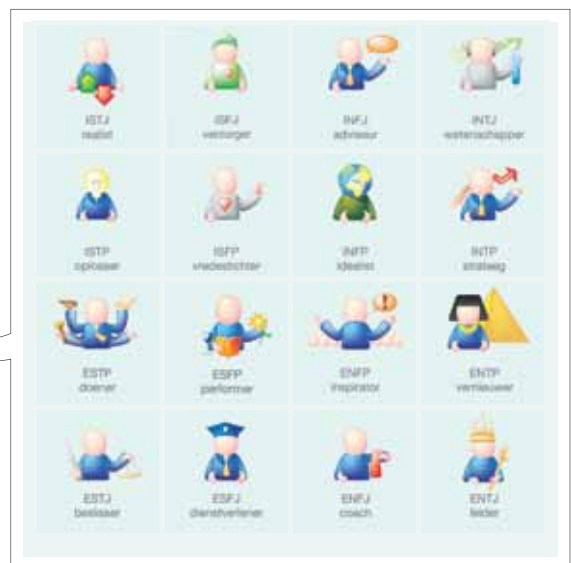 ISTJ
realist
ISFJ
verzorger
INFJ
adviseur
INTJ
wetenschapper
ISTP
oplosser
ISFP
vredestichter
INFP
idealist
INTP
strateeg
ESTP
doener
ESFP
performer
ENFP
inspirator
ENTP
vernieuwer
ESTJ
beslisser
ESFJ
dienstverlener
ENFJ
coach
ENTJ
leider